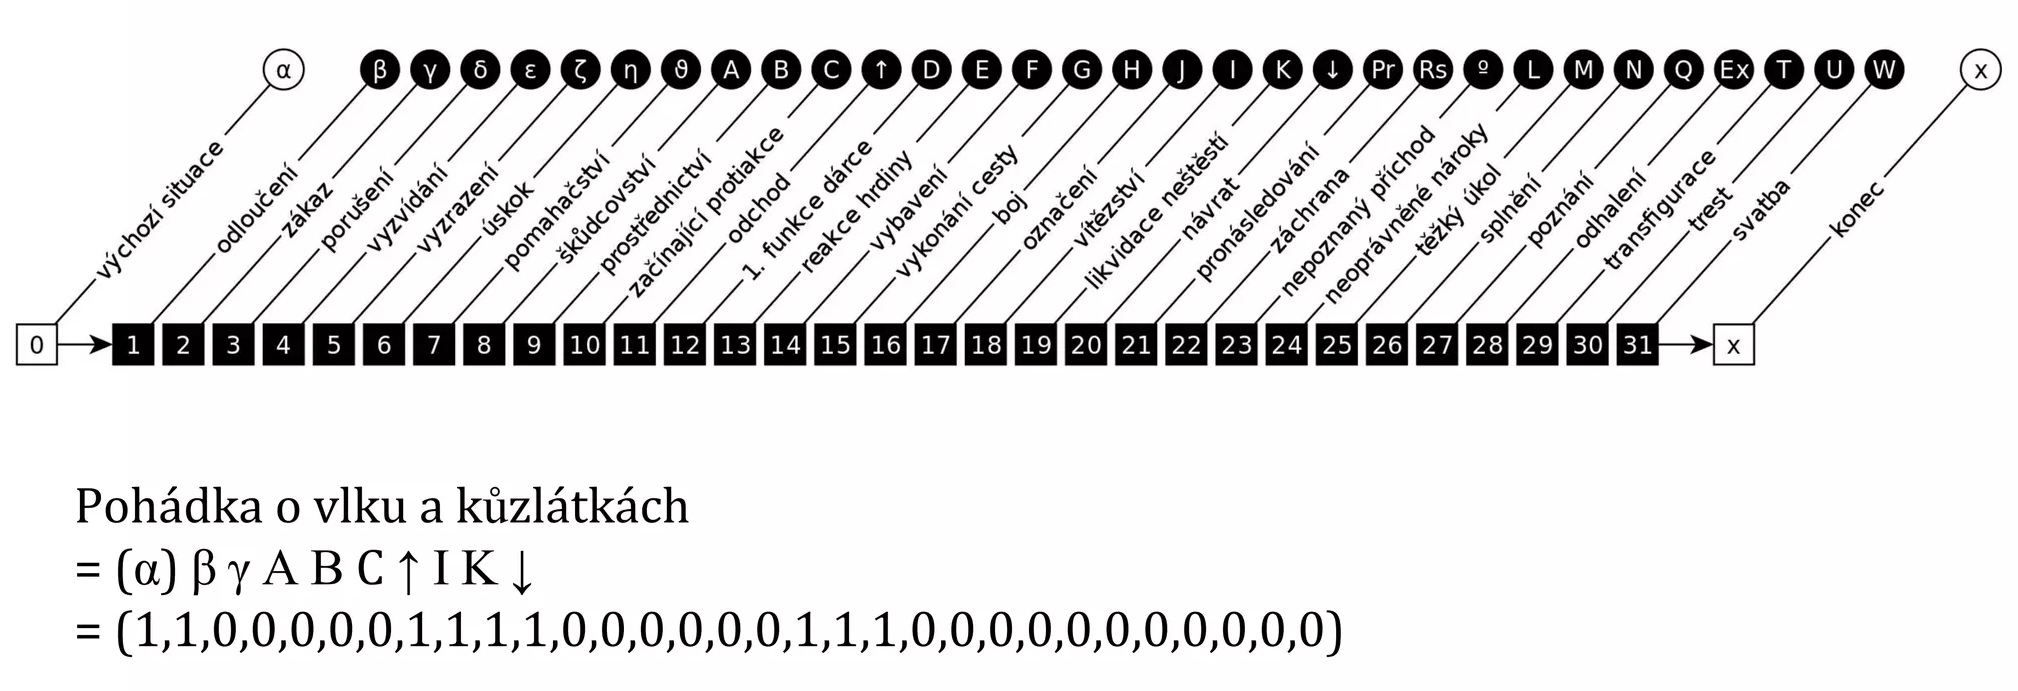 α β γ δ ε ζ η ϑ A B C ↑ D E F G H J I K ↓ Pr Rs º L M N Q Ex T U W x
výchozí situace
odloučení
zákaz
porušení
vyzvídání
vyzrazení
úskok
pomahačství
škůdcovství
prostřednictví
začínající protiakce
odchod
1. funkce dárce
reakce hrdiny
vybavení
vykonání cesty
boj
označení
vítězství
likvidace neštěstí
návrat
pronásledování
záchrana
nepoznaný příchod
neoprávněné nároky
těžký úkol
splnění
poznání
odhalení
transfigurace
trest
svatba
konec
0 1 2 3 4 5 6 7 8 9 10 11 12 13 14 15 16 17 18 19 20 21 22 23 24 25 26 27 28 29 30 31 x
Pohádka o vlku a kůzlátkách
= (α) β γ A B C ↑ I K ↓
= (1,1,0,0,0,0,0,1,1,1,1,0,0,0,0,0,0,1,1,1,0,0,0,0,0,0,0,0,0,0,0)